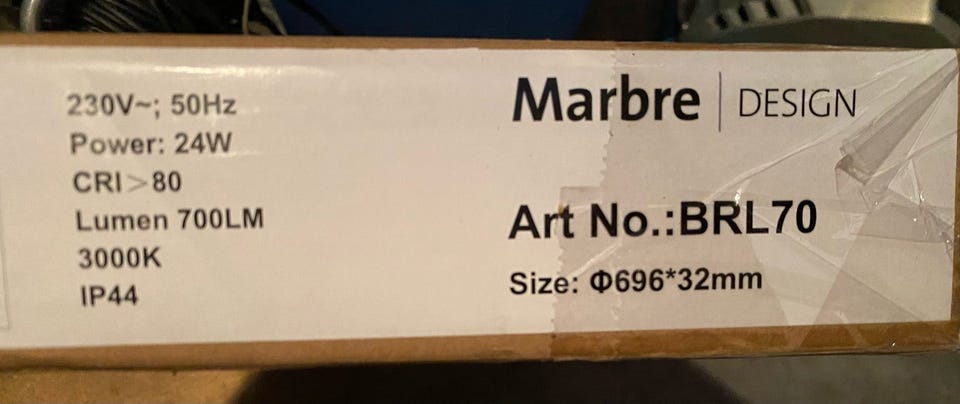 230V~; 50Hz
Power: 24W
CRI>80
Lumen 700LM
3000K
IP44
Marbre | DESIGN
Art No.:BRL70
Size: Φ696*32mm